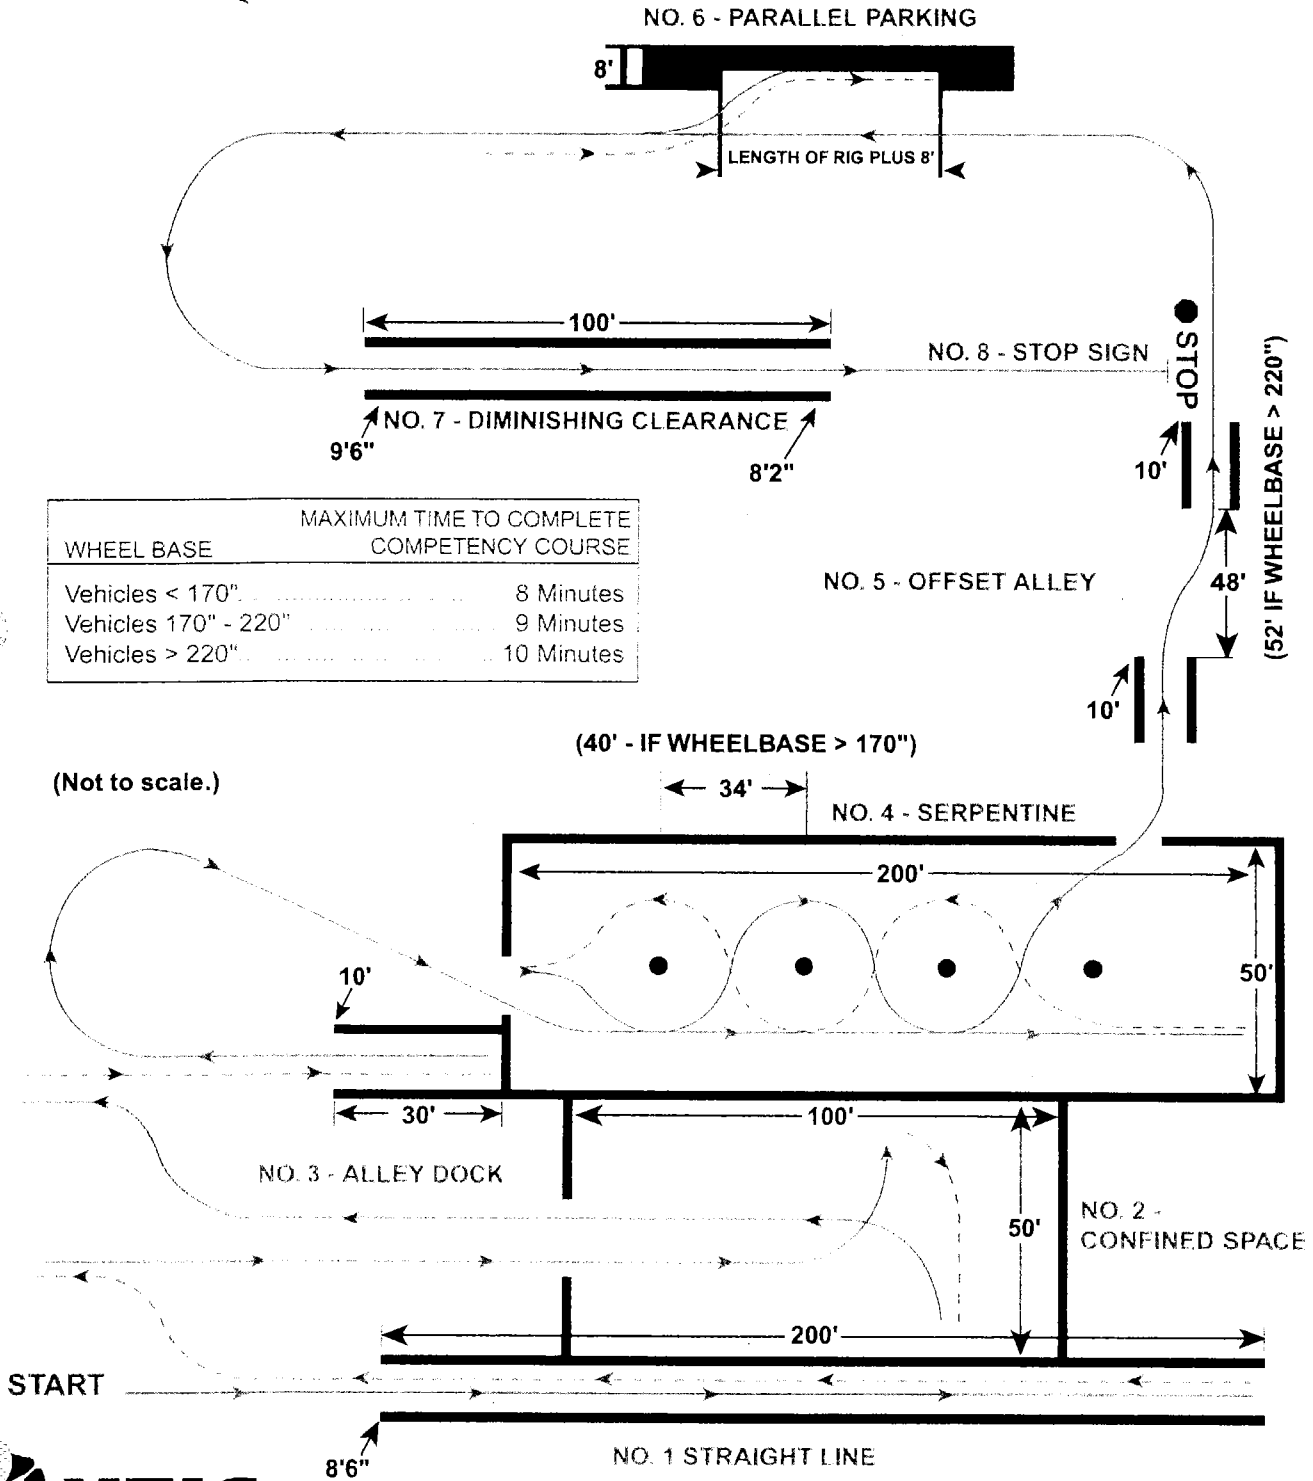 NO. 6 - PARALLEL PARKING
8'
LENGTH OF RIG PLUS 8'
100'
NO. 8 - STOP SIGN
STOP
NO. 7 - DIMINISHING CLEARANCE
9'6"
8'2"
10'
(52' IF WHEELBASE > 220")
MAXIMUM TIME TO COMPLETE
WHEEL BASE COMPETENCY COURSE
Vehicles < 170" 8 Minutes
Vehicles 170" - 220" 9 Minutes
Vehicles > 220" 10 Minutes
NO. 5 - OFFSET ALLEY
48'
10'
(40' - IF WHEELBASE > 170")
(Not to scale.)
34'
NO. 4 - SERPENTINE
200'
10'
50'
30'
100'
NO. 3 - ALLEY DOCK
50'
NO. 2 -
CONFINED SPACE
200'
START
8'6"
NO. 1 STRAIGHT LINE